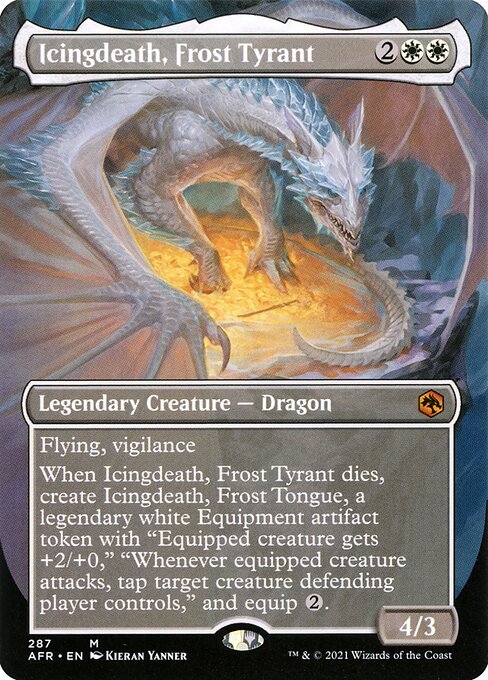 Icingdeath, Frost Tyrant 2
Legendary Creature — Dragon
Flying, vigilance
When Icingdeath, Frost Tyrant dies,
create Icingdeath, Frost Tongue, a
legendary white Equipment artifact
token with “Equipped creature gets
+2/+0,” “Whenever equipped creature
attacks, tap target creature defending
player controls,” and equip 2.
4/3
287 M
AFR • EN Kieran Yanner
™ & © 2021 Wizards of the Coast